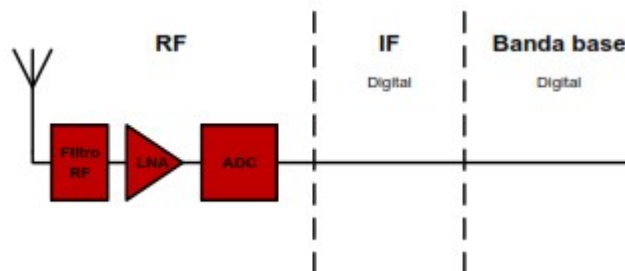 RF
IF
Banda base
Digital
Digital
Filtro
RF
LNA
ADC